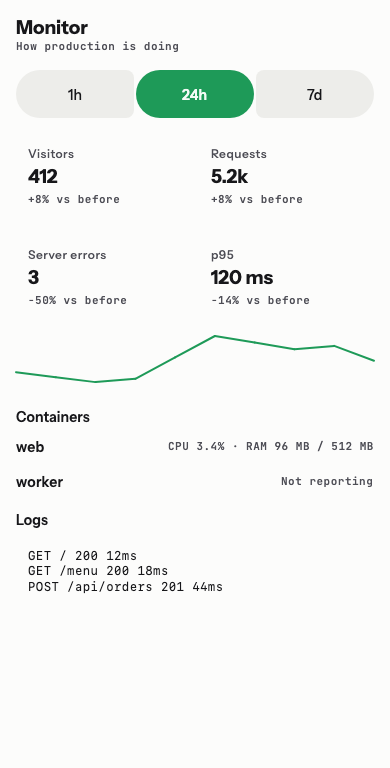 Monitor
How production is doing
1h 24h 7d
Visitors Requests
412 5.2k
+8% vs before +8% vs before
Server errors p95
3 120 ms
-50% vs before -14% vs before
Containers
web CPU 3.4% · RAM 96 MB / 512 MB
worker Not reporting
Logs
GET / 200 12ms
GET /menu 200 18ms
POST /api/orders 201 44ms